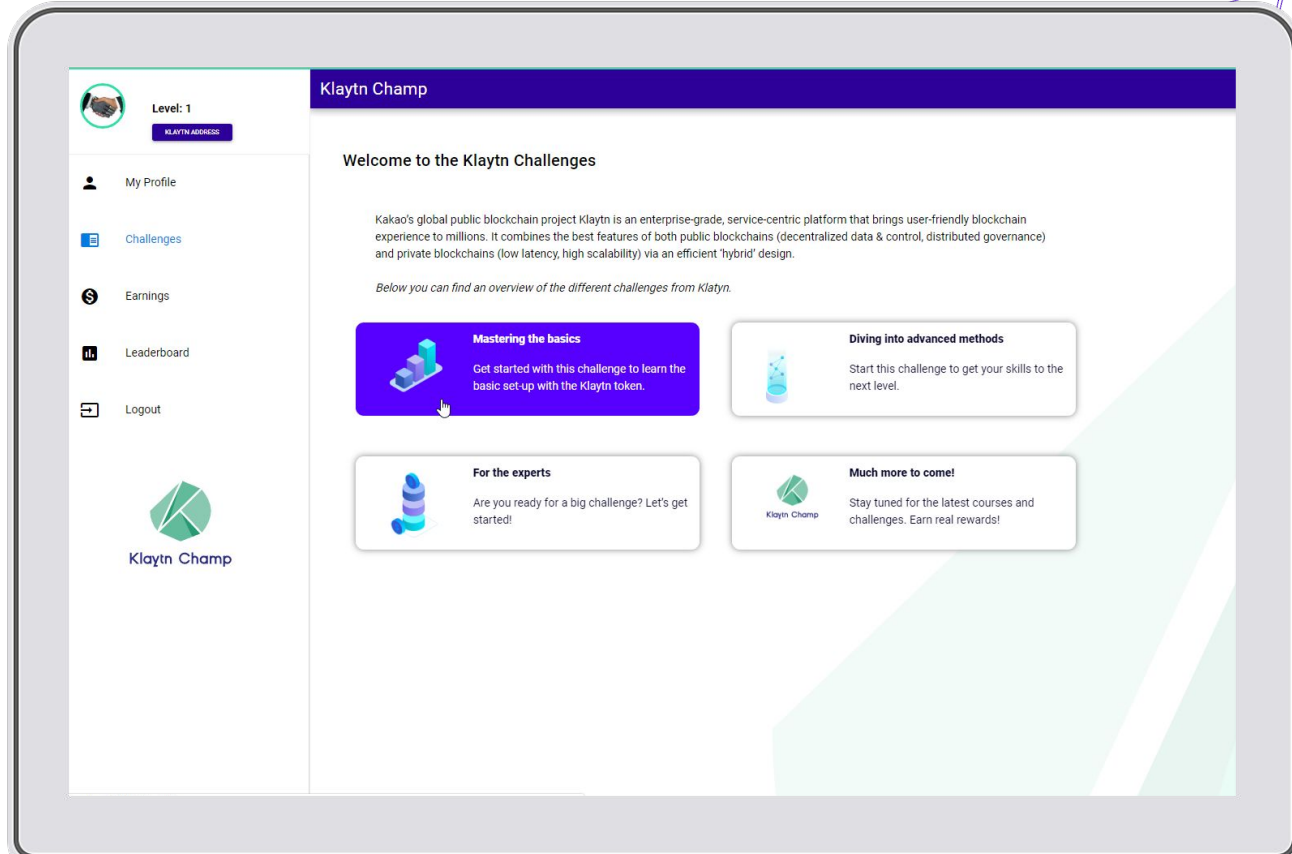 Level: 1
KLAYTN ADDRESS
My Profile
Challenges
Earnings
Leaderboard
Logout
Klaytn Champ
Klaytn Champ
Welcome to the Klaytn Challenges
Kakao's global public blockchain project Klaytn is an enterprise-grade, service-centric platform that brings user-friendly blockchain
experience to millions. It combines the best features of both public blockchains (decentralized data & control, distributed governance)
and private blockchains (low latency, high scalability) via an efficient 'hybrid' design.
Below you can find an overview of the different challenges from Klatyn.
Mastering the basics
Get started with this challenge to learn the
basic set-up with the Klaytn token.
Diving into advanced methods
Start this challenge to get your skills to the
next level.
For the experts
Are you ready for a big challenge? Let's get
started!
Klaytn Champ
Much more to come!
Stay tuned for the latest courses and
challenges. Earn real rewards!